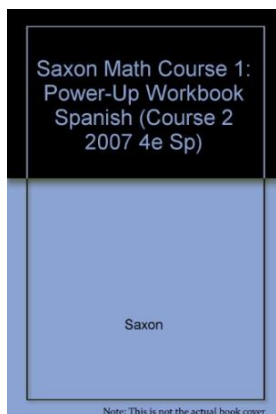 Saxon Math Course 1:
Power-Up Workbook
Spanish (Course 2
2007 4e Sp)
Saxon
Note: This is not the actual book cover